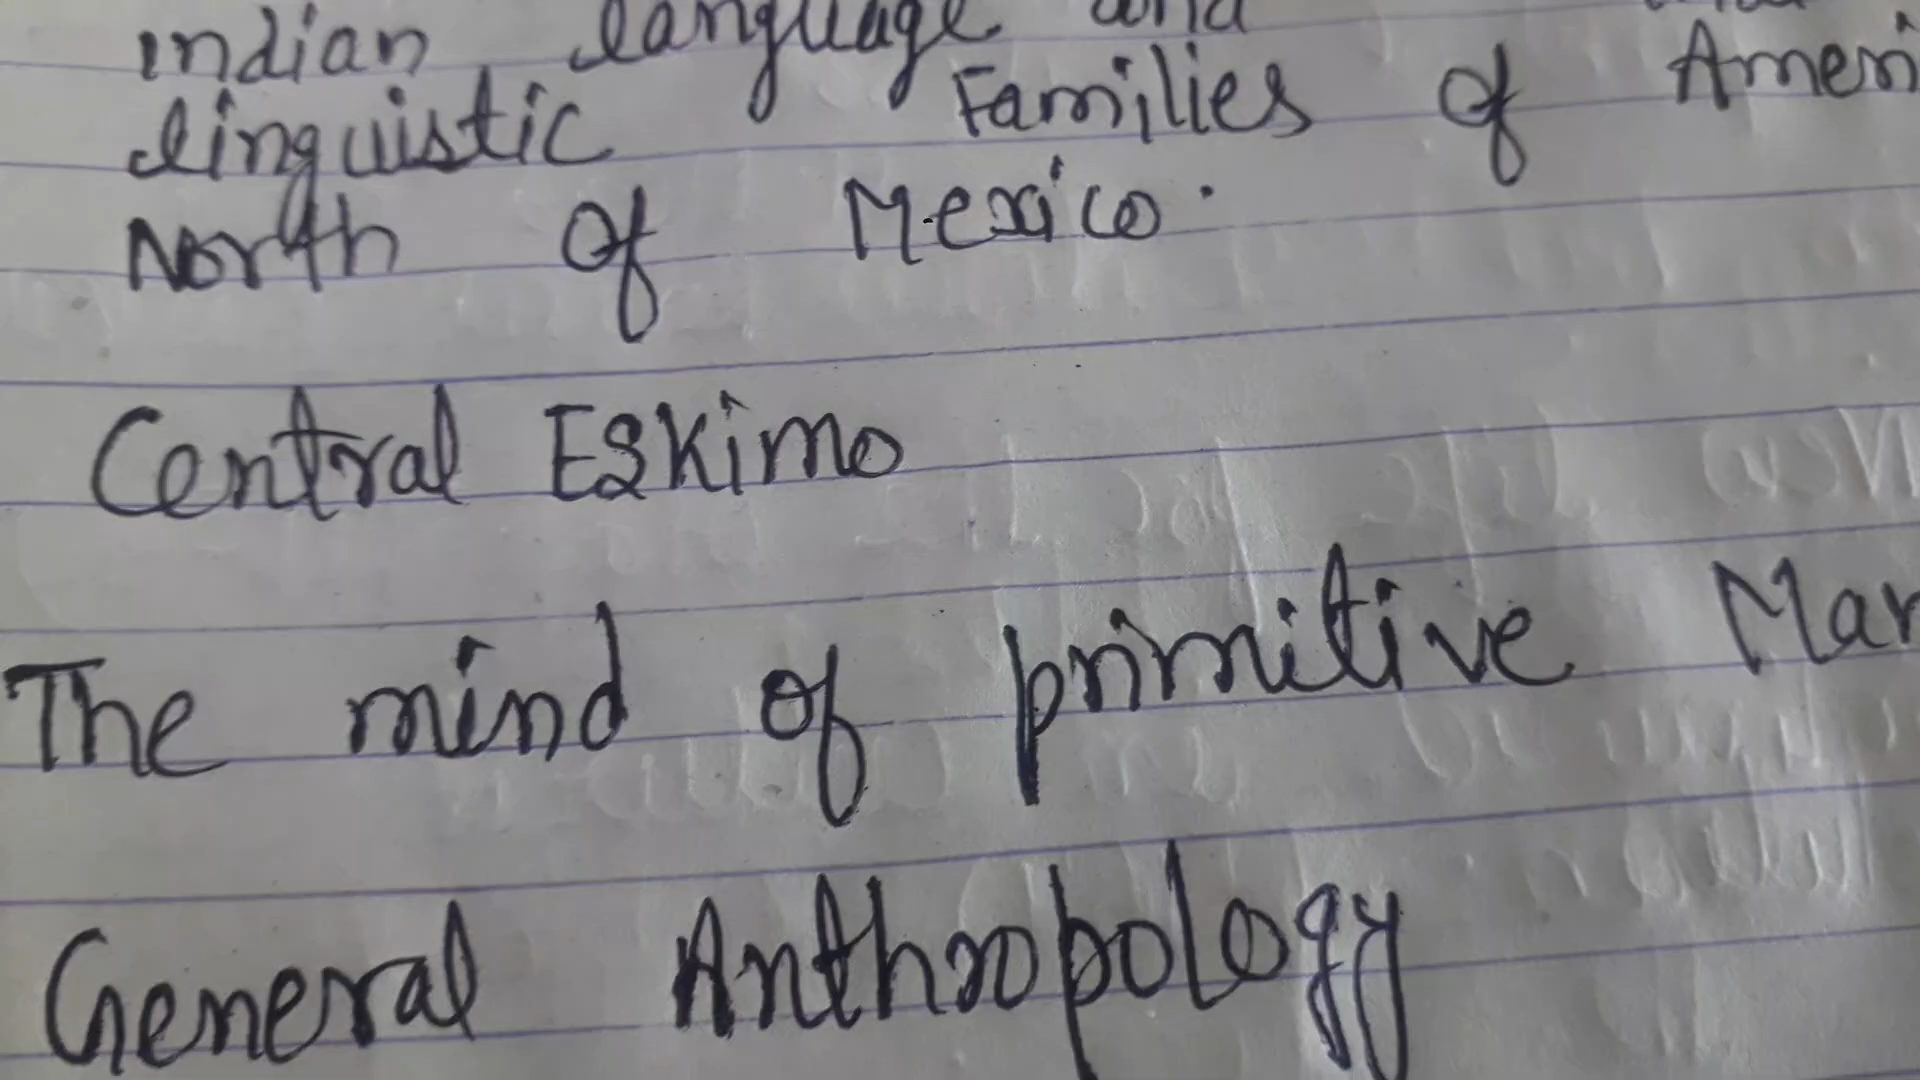 Indian language and
linguistic Families of Ameri
North of Mexico.
Central Eskimo
The mind of primitive Man
General Anthropology